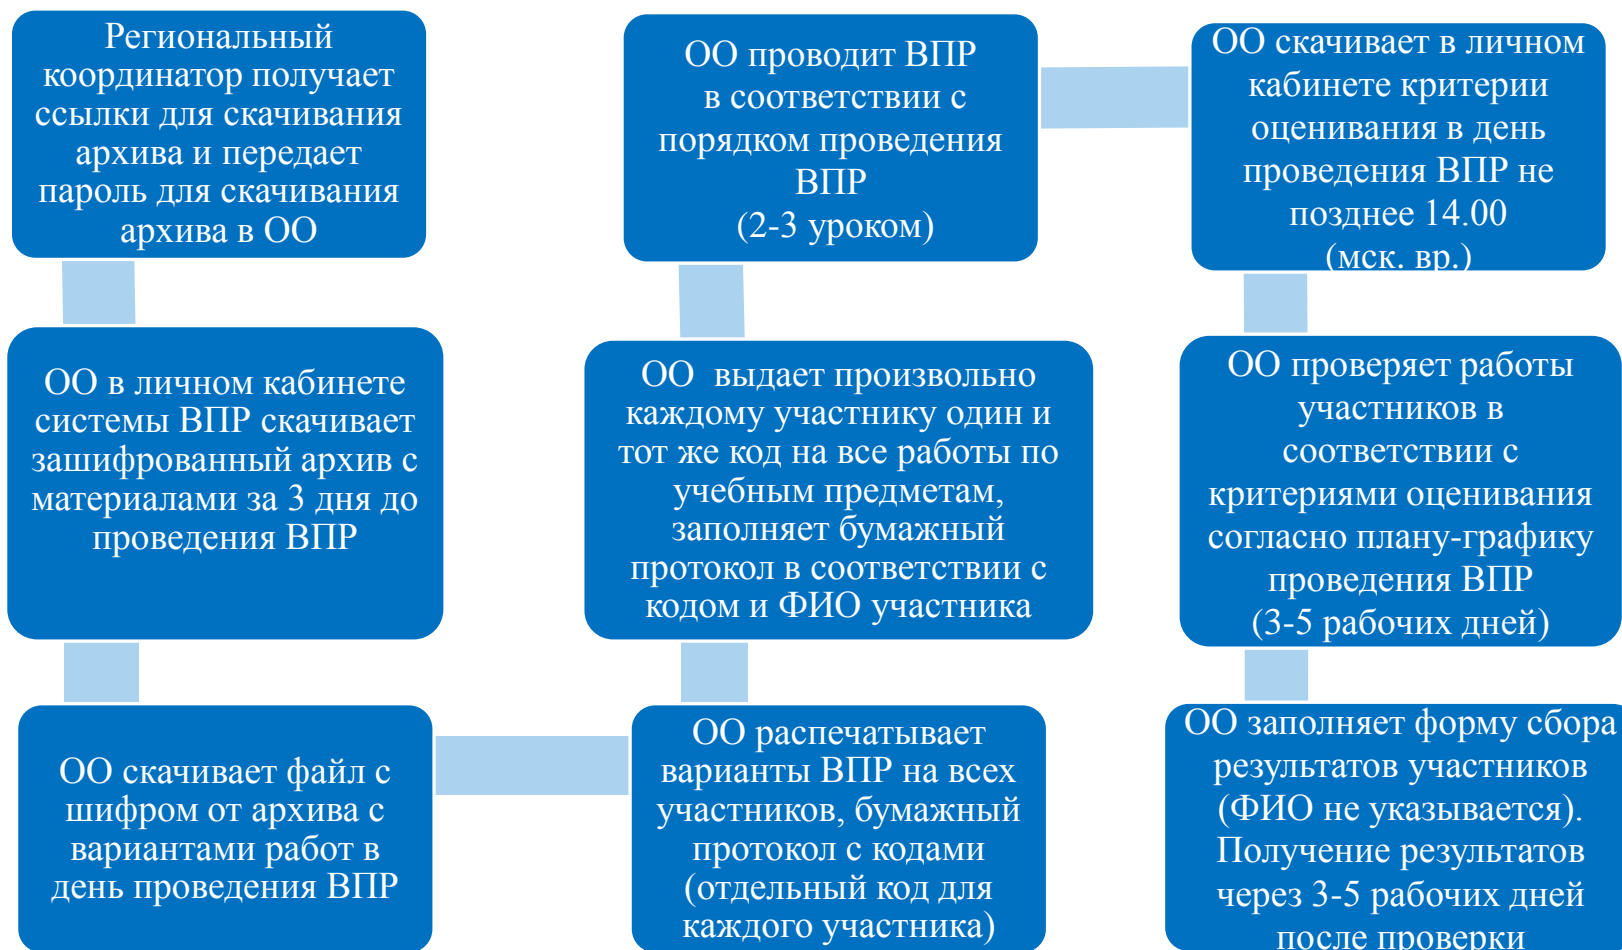 Региональный
координатор получает
ссылки для скачивания
архива и передает
пароль для скачивания
архива в ОО
ОО в личном кабинете
системы ВПР скачивает
зашифрованный архив с
материалами за 3 дня до
проведения ВПР
ОО скачивает файл с
шифром от архива с
вариантами работ в
день проведения ВПР
ОО распечатывает
варианты ВПР на всех
участников, бумажный
протокол с кодами
(отдельный код для
каждого участника)
ОО выдает произвольно
каждому участнику один и
тот же код на все работы по
учебным предметам,
заполняет бумажный
протокол в соответствии с
кодом и ФИО участника
ОО проводит ВПР
в соответствии с
порядком проведения
ВПР
(2-3 уроком)
ОО скачивает в личном
кабинете критерии
оценивания в день
проведения ВПР не
позднее 14.00
(мск. вр.)
ОО проверяет работы
участников в
соответствии с
критериями оценивания
согласно плану-графику
проведения ВПР
(3-5 рабочих дней)
ОО заполняет форму сбора
результатов участников
(ФИО не указывается).
Получение результатов
через 3-5 рабочих дней
после проверки